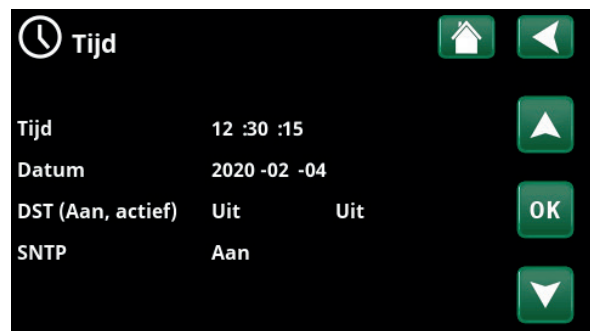 Tijd
Tijd 12 :30 :15
Datum 2020 -02 -04
DST (Aan, actief) Uit Uit
OK
SNTP Aan